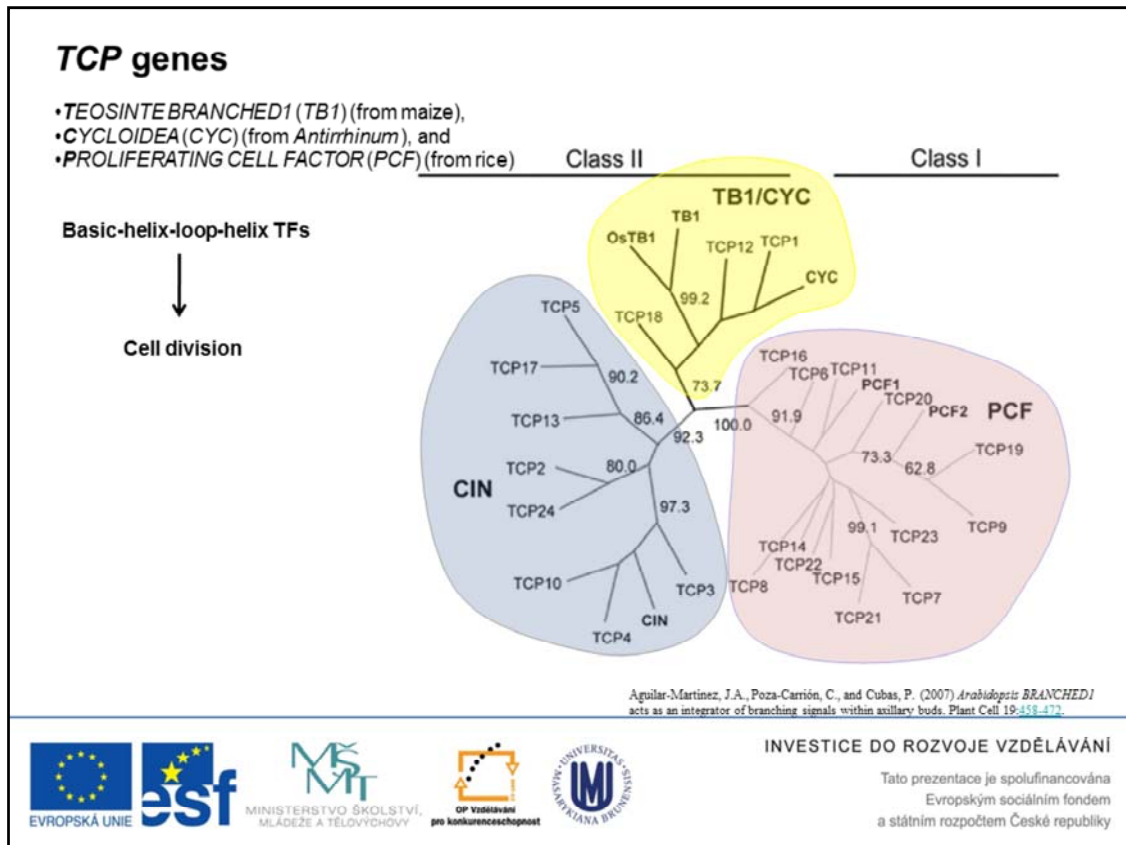 TCP genes
•TEOSINTE BRANCHED1 (TB1) (from maize),
•CYCLOIDEA (CYC) (from Antirrhinum), and
•PROLIFERATING CELL FACTOR (PCF) (from rice)
Class II
Class I
Basic-helix-loop-helix TFs
Cell division
TB1/CYC
TB1
OsTB1
TCP12
TCP1
CYC
99.2
TCP18
73.7
TCP5
TCP17
90.2
TCP13
86.4
92.3
TCP2
80.0
CIN
TCP24
97.3
TCP10
TCP3
CIN
TCP4
100.0
TCP16
TCP6
TCP11
PCF1
TCP20
PCF2
PCF
91.9
73.3
62.8
TCP19
TCP9
99.1
TCP23
TCP14
TCP22
TCP8
TCP15
TCP7
TCP21
Aguilar-Martinez, J.A., Poza-Carrión, C., and Cubas, P. (2007) Arabidopsis BRANCHED1
acts as an integrator of branching signals within axillary buds. Plant Cell 19:458-472.
EVROPSKÁ UNIE
esf
MŠMT
MINISTERSTVO ŠKOLSTVÍ,
MLÁDEŽE A TĚLOVÝCHOVY
OP Vzdělávání
pro konkurenceschopnost
UNIVERSITAS MASARYKIANA BRUNENSIS
INVESTICE DO ROZVOJE VZDĚLÁVÁNÍ
Tato prezentace je spolufinancována
Evropským sociálním fondem
a státním rozpočtem České republiky